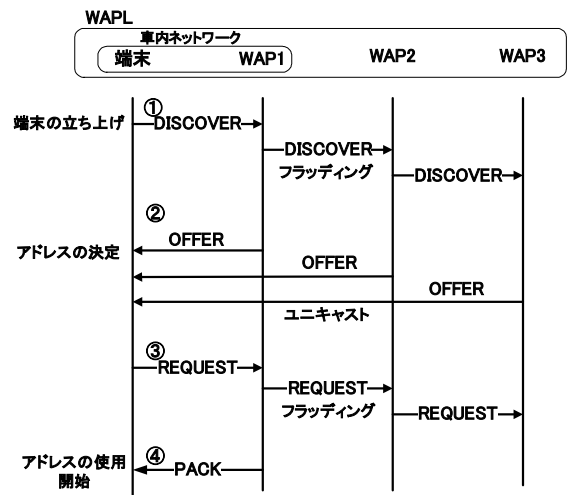 WAPL
車内ネットワーク
端末 WAP1 WAP2 WAP3
端末の立ち上げ
①
DISCOVER
DISCOVER
フラッディング
DISCOVER
②
アドレスの決定
OFFER
OFFER
OFFER
ユニキャスト
③
REQUEST
REQUEST
フラッディング
REQUEST
アドレスの使用
開始
④
PACK